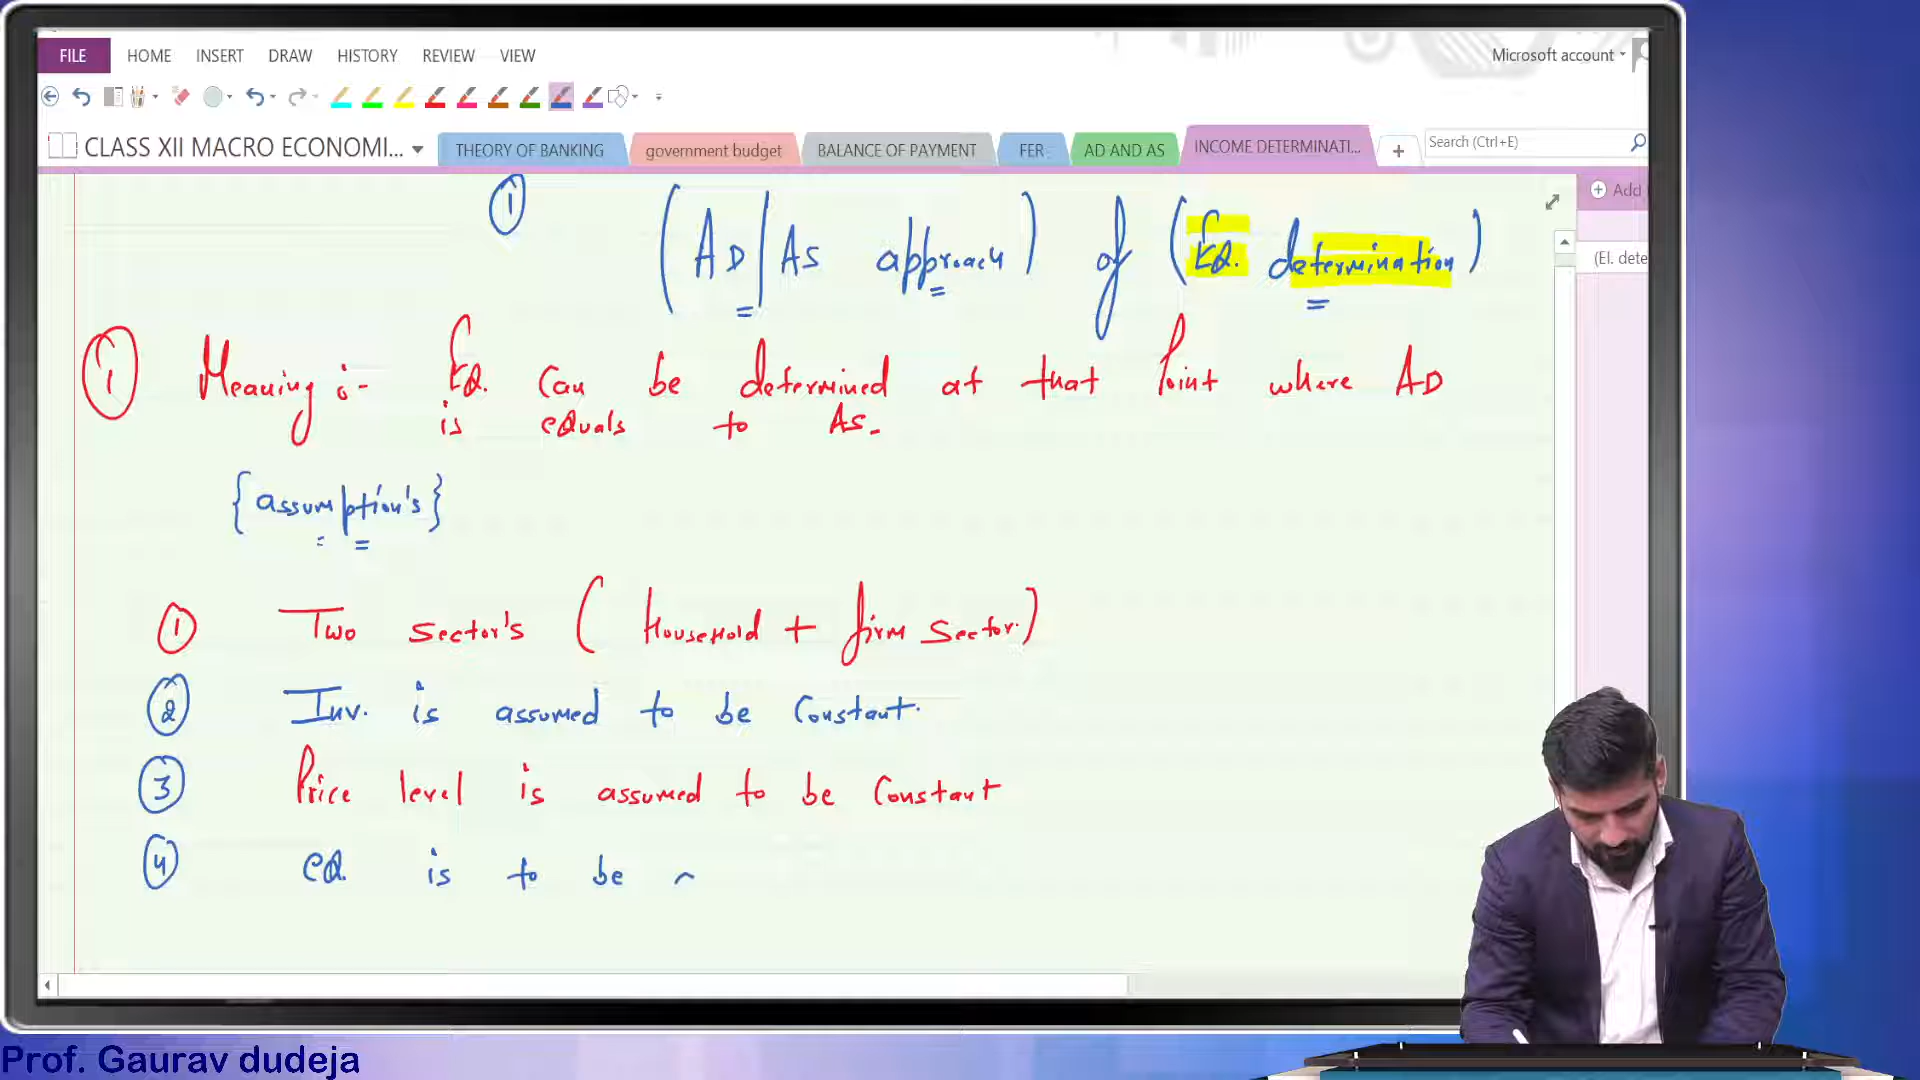 FILE HOME INSERT DRAW HISTORY REVIEW VIEW Microsoft account
CLASS XII MACRO ECONOMI... THEORY OF BANKING government budget BALANCE OF PAYMENT FER AD AND AS INCOME DETERMINATI... + Search (Ctrl+E)
Add
(El. dete
1
(AD/AS approach) of (EQ. determination)
1 Meaning :- EQ. Can be determined at that Point where AD
is equals to AS.
{assumption's}
1 Two sector's (Household + firm sector.)
2 Inv. is assumed to be Constant.
3 Price level is assumed to be Constant
4 EQ. is to be
Prof. Gaurav dudeja